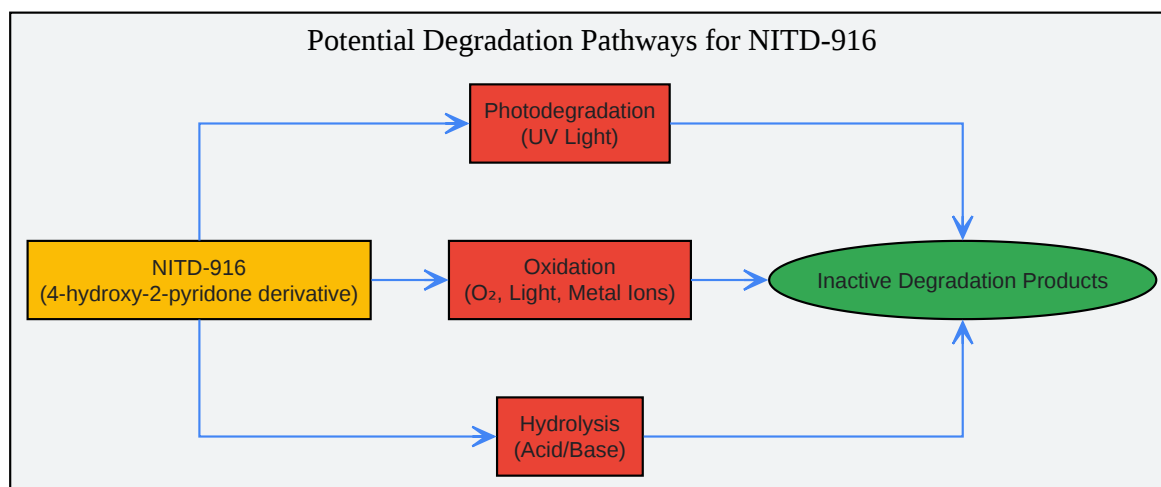 Potential Degradation Pathways for NITD-916
Photodegradation
(UV Light)
NITD-916
(4-hydroxy-2-pyridone derivative)
Oxidation
(O₂, Light, Metal Ions)
Inactive Degradation Products
Hydrolysis
(Acid/Base)